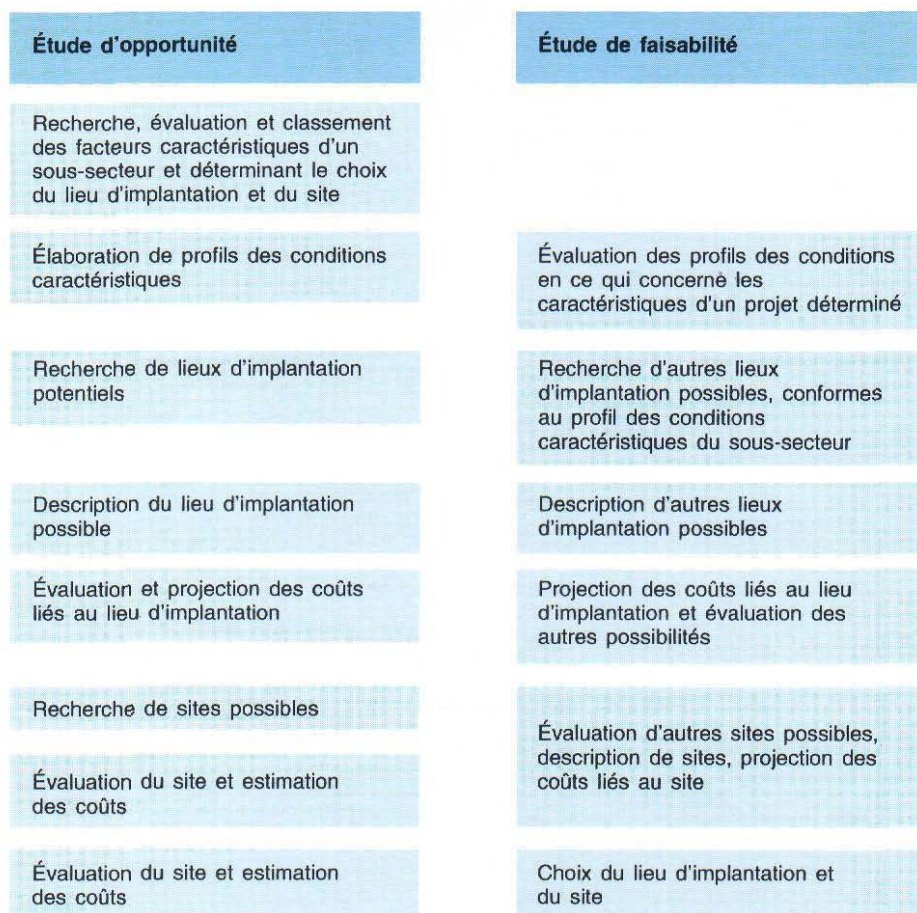 Étude d'opportunité
Étude de faisabilité
Recherche, évaluation et classement
des facteurs caractéristiques d'un
sous-secteur et déterminant le choix
du lieu d'implantation et du site
Élaboration de profils des conditions
caractéristiques
Évaluation des profils des conditions
en ce qui concerne les
caractéristiques d'un projet déterminé
Recherche de lieux d'implantation
potentiels
Recherche d'autres lieux
d'implantation possibles, conformes
au profil des conditions
caractéristiques du sous-secteur
Description du lieu d'implantation
possible
Description d'autres lieux
d'implantation possibles
Évaluation et projection des coûts
liés au lieu d'implantation
Projection des coûts liés au lieu
d'implantation et évaluation des
autres possibilités
Recherche de sites possibles
Évaluation du site et estimation
des coûts
Évaluation d'autres sites possibles,
description de sites, projection des
coûts liés au site
Évaluation du site et estimation
des coûts
Choix du lieu d'implantation et
du site